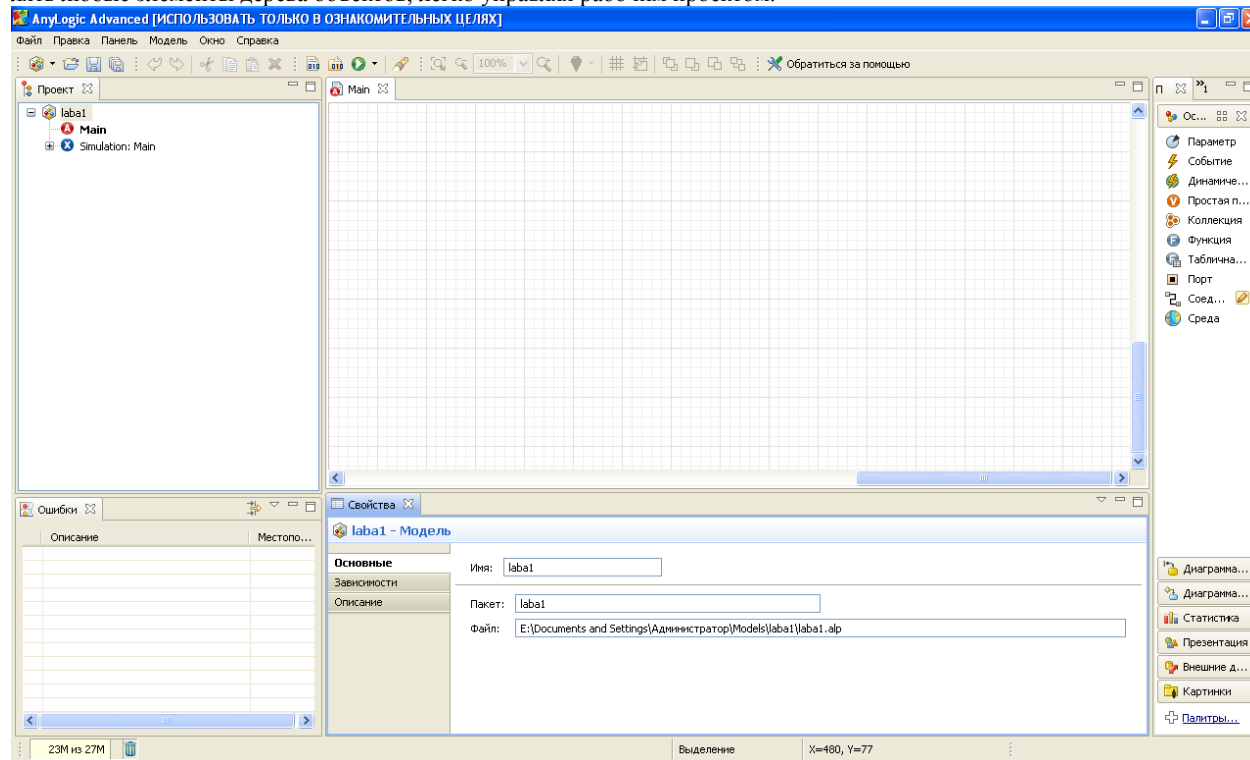 AnyLogic Advanced [ИСПОЛЬЗОВАТЬ ТОЛЬКО В ОЗНАКОМИТЕЛЬНЫХ ЦЕЛЯХ]
Файл Правка Панель Модель Окно Справка
100% Обратиться за помощью
Проект
laba1
Main
Simulation: Main
Main
П
1
Ос...
Параметр
Событие
Динамиче...
Простая п...
Коллекция
Функция
Таблична...
Порт
Соед...
Среда
Диаграмма...
Диаграмма...
Статистика
Презентация
Внешние д...
Картинки
Палитры...
Ошибки
Описание Местопо...
Свойства
laba1 - Модель
Основные
Зависимости
Описание
Имя: laba1
Пакет: laba1
Файл: E:\Documents and Settings\Администратор\Models\laba1\laba1.alp
23M из 27M Выделение X=480, Y=77